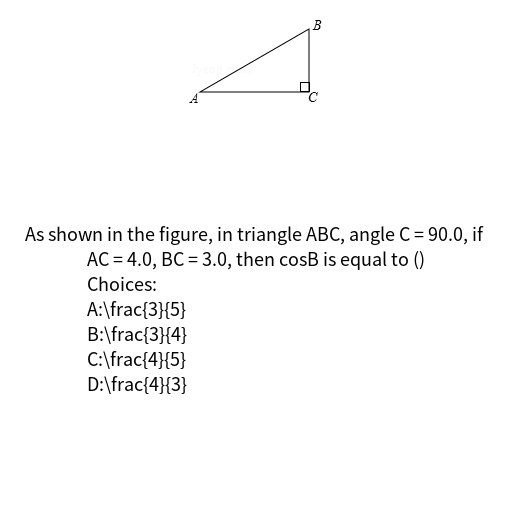 B
A
C
As shown in the figure, in triangle ABC, angle C = 90.0, if
AC = 4.0, BC = 3.0, then cosB is equal to ()
Choices:
A:\frac{3}{5}
B:\frac{3}{4}
C:\frac{4}{5}
D:\frac{4}{3}